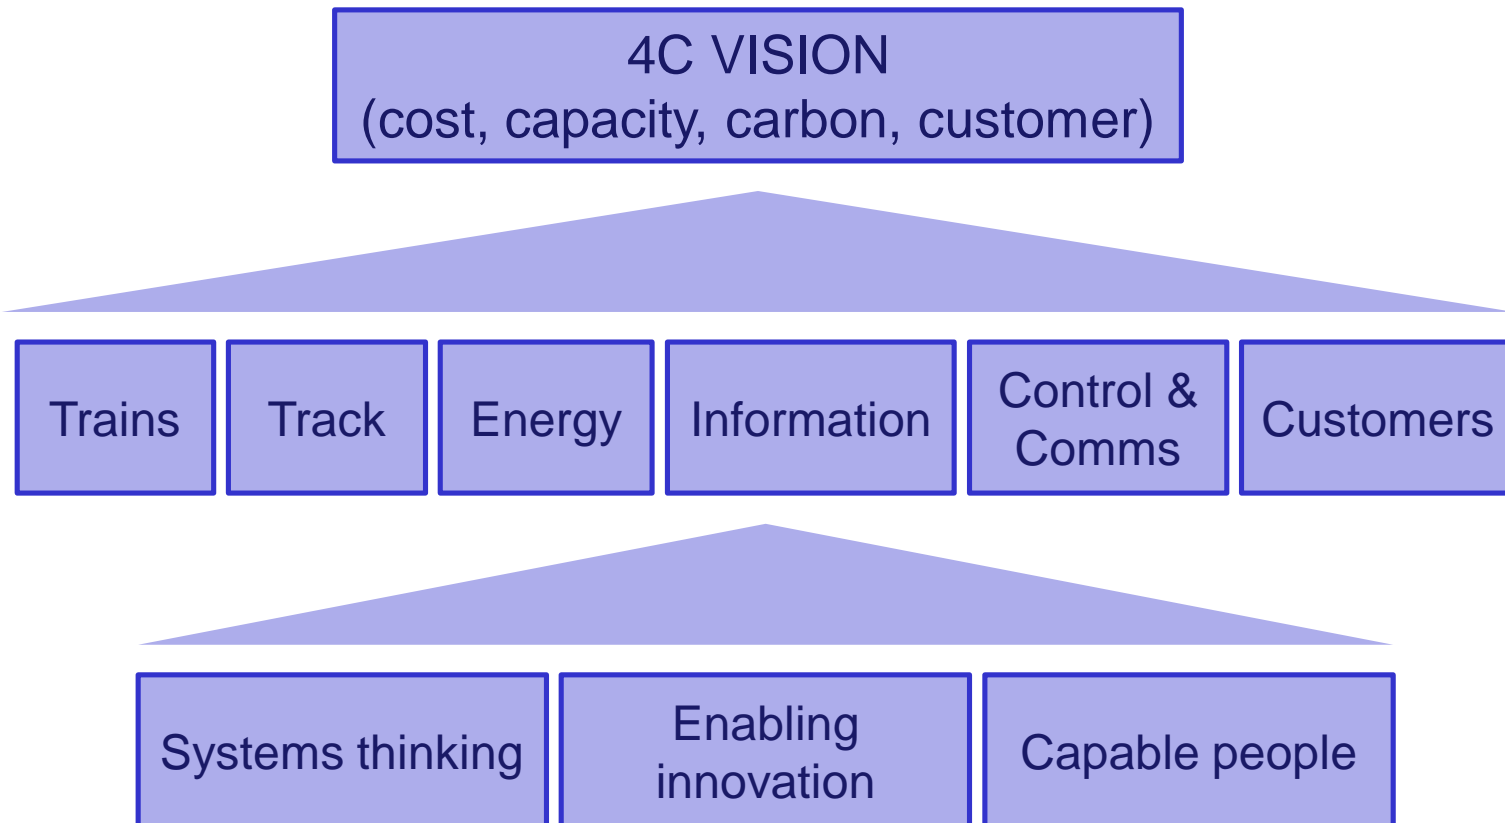 4C VISION
(cost, capacity, carbon, customer)
Trains
Track
Energy
Information
Control &
Comms
Customers
Systems thinking
Enabling
innovation
Capable people